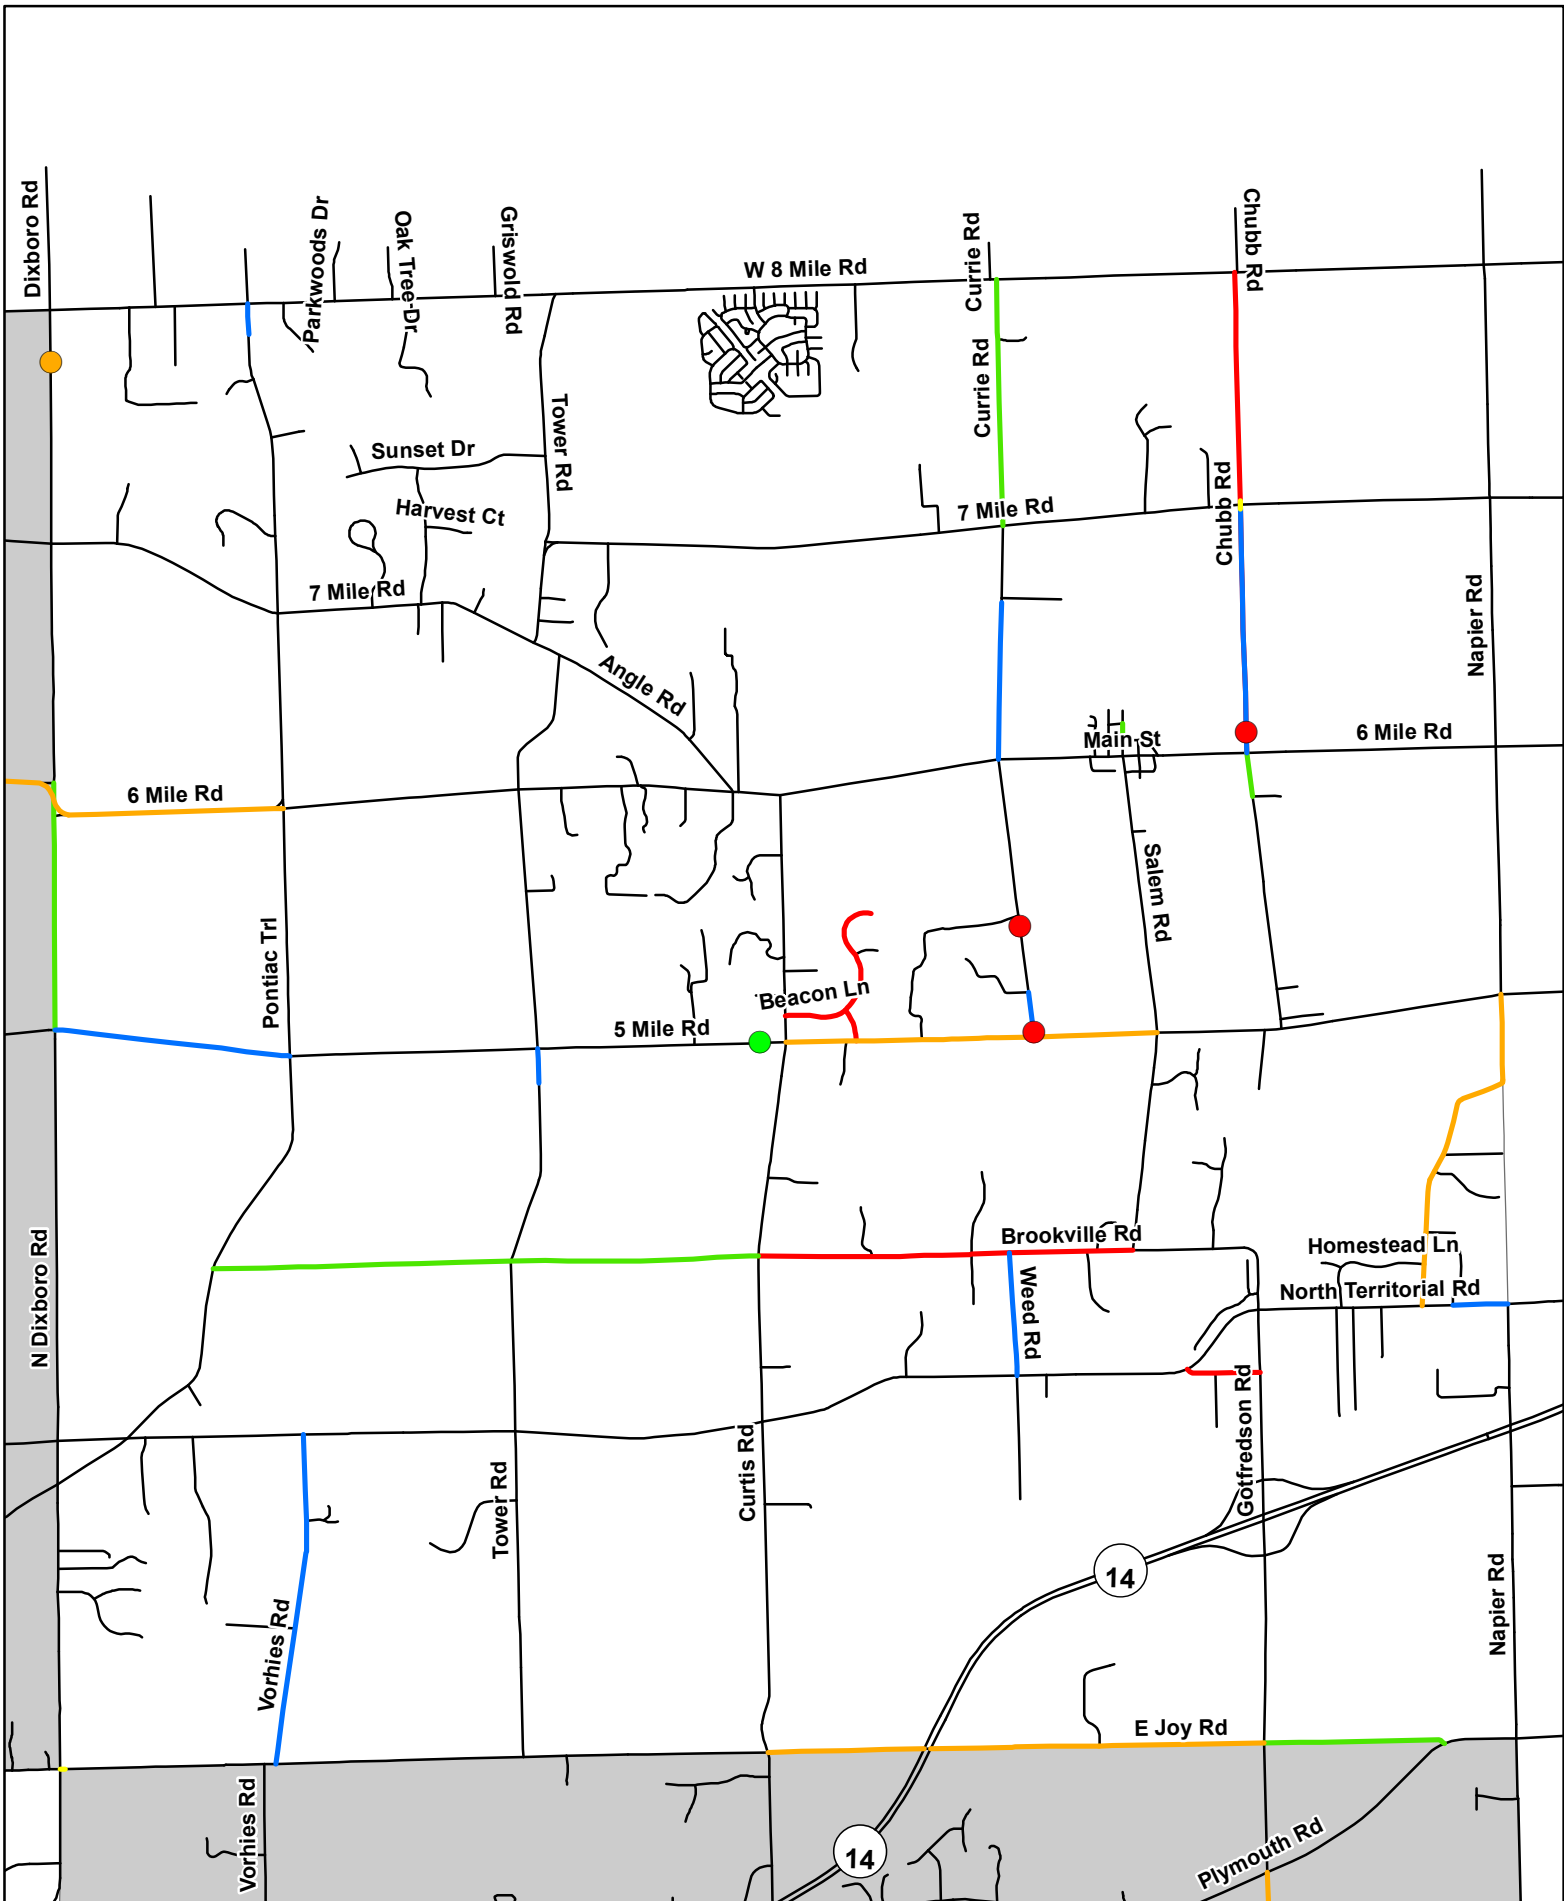 Dixboro Rd
Parkwoods Dr
Oak Tree Dr
Griswold Rd
W 8 Mile Rd
Currie Rd
Chubb Rd
Currie Rd
Tower Rd
Sunset Dr
Harvest Ct
7 Mile Rd
Chubb Rd
7 Mile Rd
Napier Rd
Angle Rd
Main St
6 Mile Rd
6 Mile Rd
Salem Rd
Pontiac Trl
Beacon Ln
5 Mile Rd
N Dixboro Rd
Brookville Rd
Homestead Ln
North Territorial Rd
Weed Rd
Gotfredson Rd
Curtis Rd
Tower Rd
14
Napier Rd
Vorhies Rd
E Joy Rd
Vorhies Rd
14
Plymouth Rd